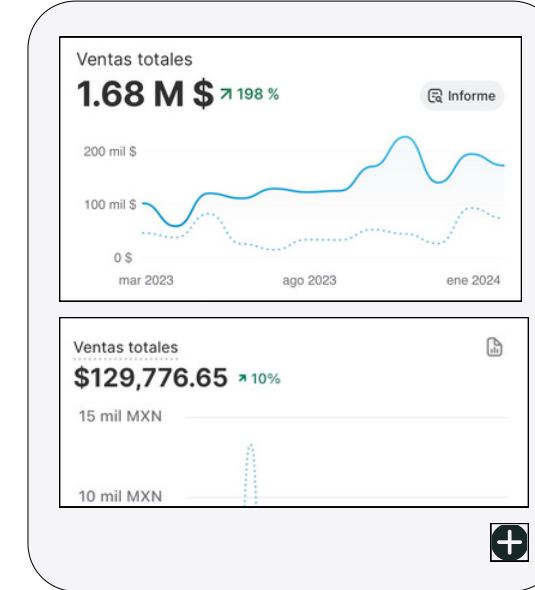 Ventas totales
1.68 M $ 198 %
Informe
200 mil $
100 mil $
0 $
mar 2023 ago 2023 ene 2024
Ventas totales
$129,776.65 10%
15 mil MXN
10 mil MXN